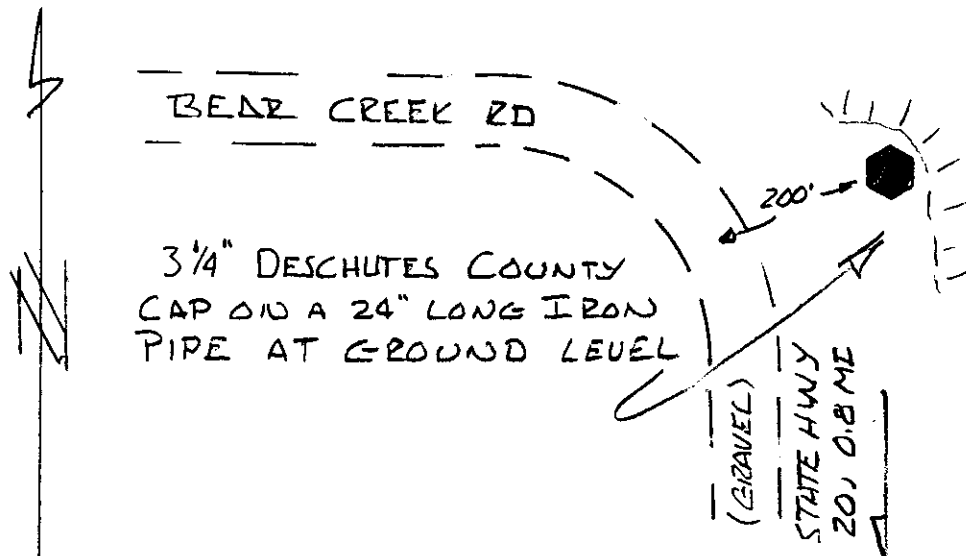 BEAR CREEK RD
200'
3 1/4" DESCHUTES COUNTY
CAP ON A 24" LONG IRON
PIPE AT GROUND LEVEL
(GRAVEL)
STATE HWY
20, 0.8 MI
N